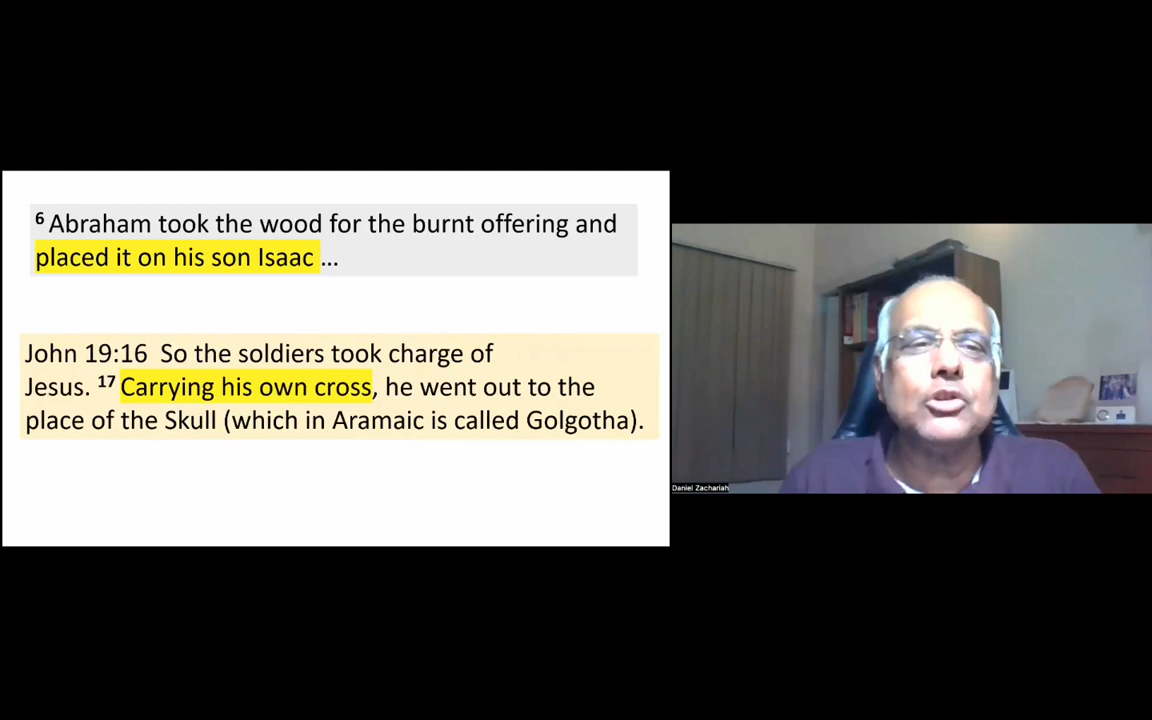 6 Abraham took the wood for the burnt offering and
placed it on his son Isaac ...
John 19:16 So the soldiers took charge of
Jesus. 17 Carrying his own cross, he went out to the
place of the Skull (which in Aramaic is called Golgotha).
Daniel Zachariah